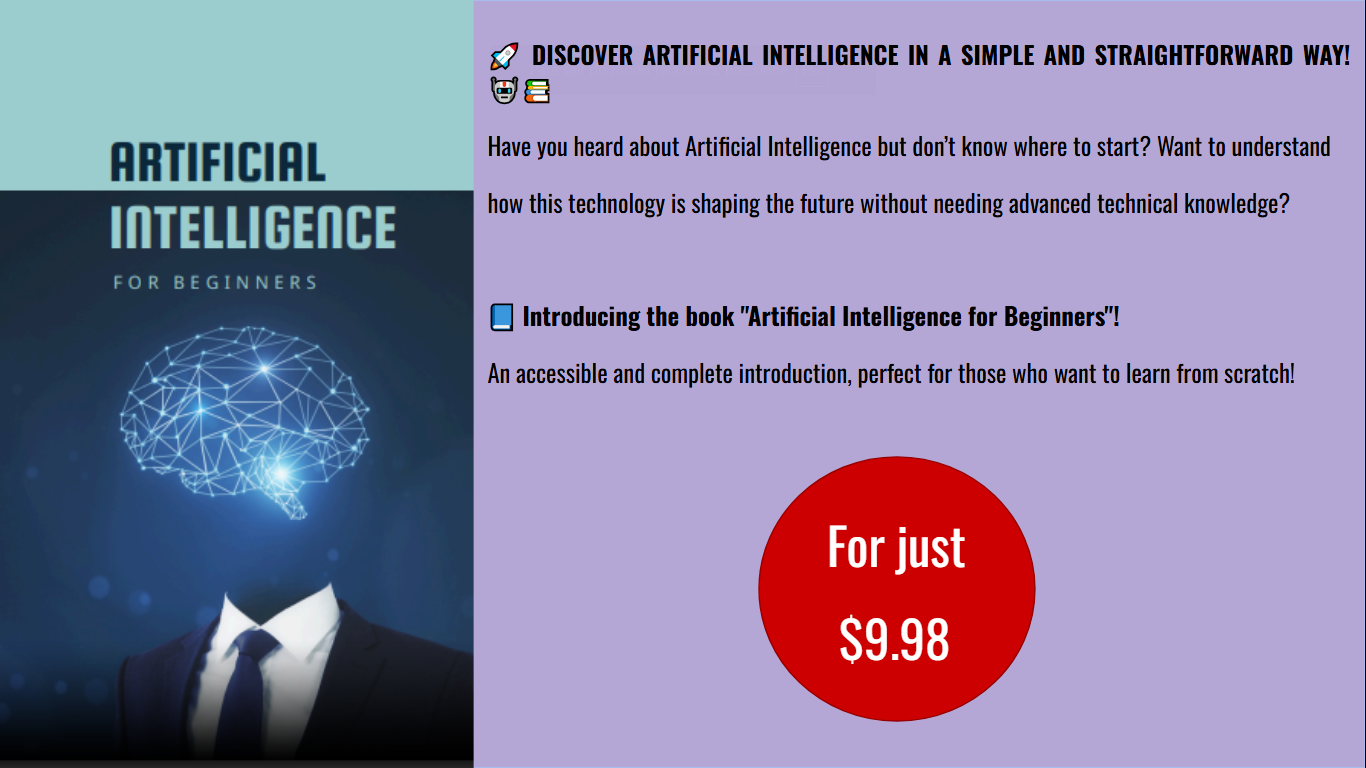 ARTIFICIAL
INTELLIGENCE
FOR BEGINNERS
🚀 DISCOVER ARTIFICIAL INTELLIGENCE IN A SIMPLE AND STRAIGHTFORWARD WAY!
🤖📚
Have you heard about Artificial Intelligence but don’t know where to start? Want to understand
how this technology is shaping the future without needing advanced technical knowledge?
📘 Introducing the book "Artificial Intelligence for Beginners"!
An accessible and complete introduction, perfect for those who want to learn from scratch!
For just
$9.98